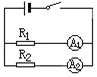 R₁ A₁
R₂ A₂